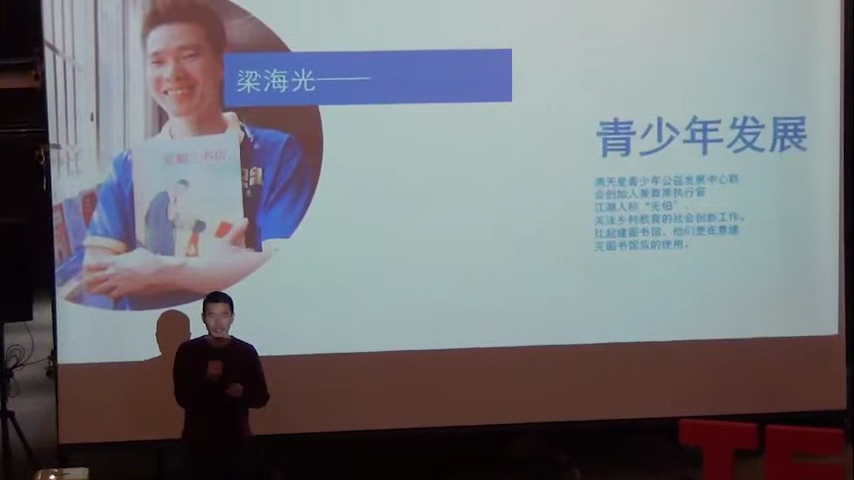 梁海光——
青少年发展
满天星青少年公益发展中心联
合创始人兼首席执行官
江湖人称“光伯”，
关注乡村教育的社会创新工作。
比起建图书馆，他们更在意建
完图书馆后的使用。
TE